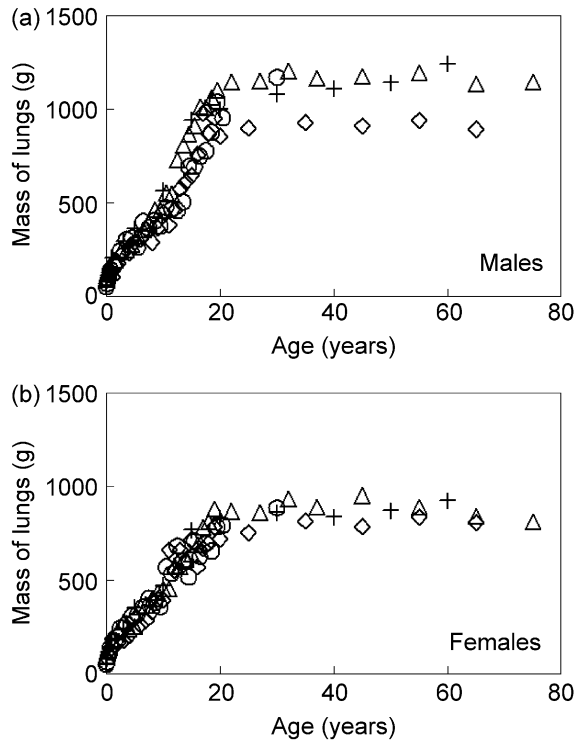 (a)
1500
1000
500
0
Mass of lungs (g)
Males
0 20 40 60 80
Age (years)
(b)
1500
1000
500
0
Mass of lungs (g)
Females
0 20 40 60 80
Age (years)